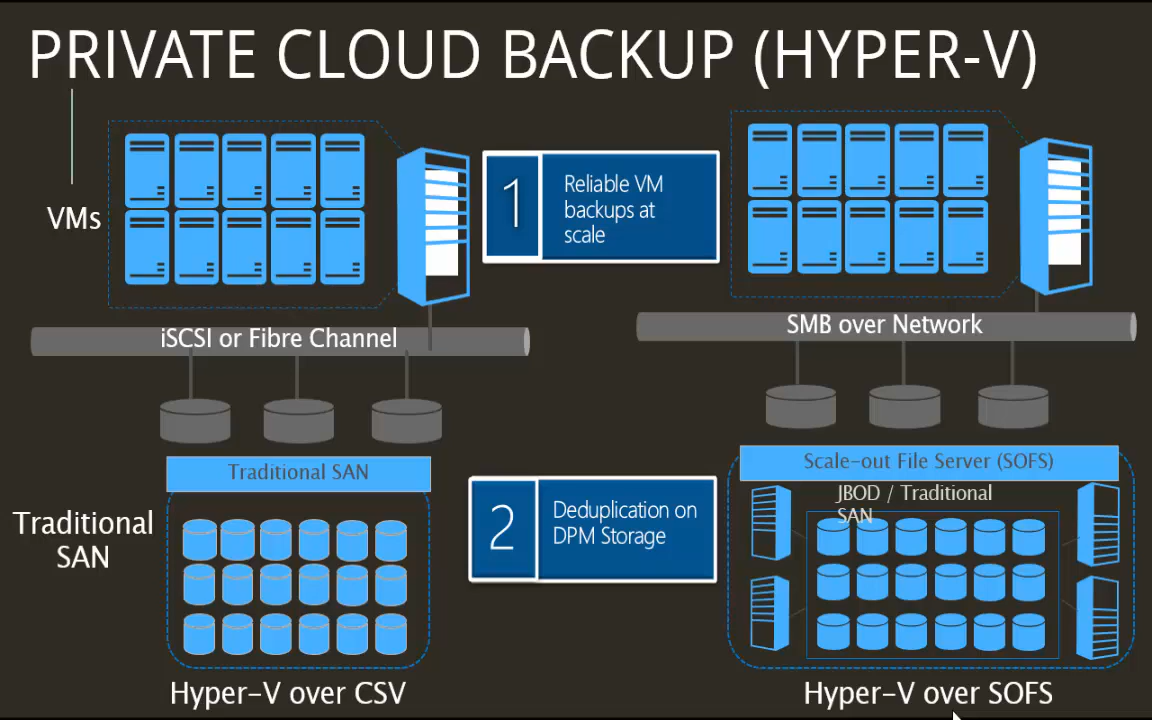 PRIVATE CLOUD BACKUP (HYPER-V)
VMs
1
Reliable VM
backups at
scale
iSCSI or Fibre Channel
SMB over Network
Traditional SAN
Scale-out File Server (SOFS)
JBOD / Traditional
SAN
Traditional
SAN
2
Deduplication on
DPM Storage
Hyper-V over CSV
Hyper-V over SOFS